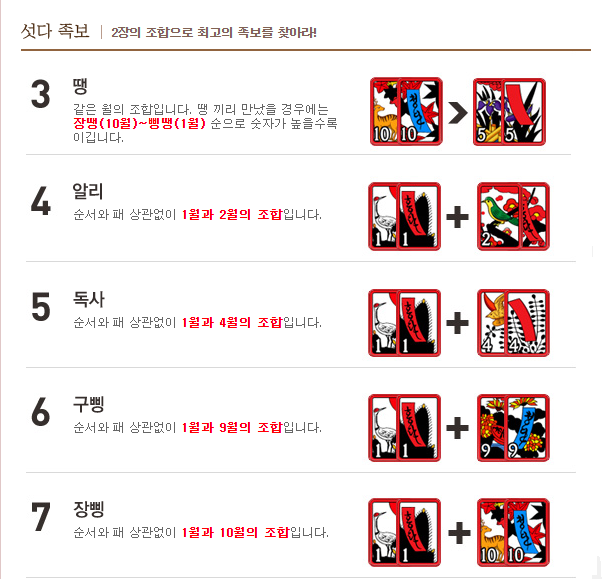 섯다 족보 | 2장의 조합으로 최고의 족보를 찾아라!
3 땡
같은 월의 조합입니다. 땡 끼리 만났을 경우에는
장땡(10월)~삥땡(1월) 순으로 숫자가 높을수록
이깁니다.
10 10 > 5 5
4 알리
순서와 패 상관없이 1월과 2월의 조합입니다.
1 1 + 2
5 독사
순서와 패 상관없이 1월과 4월의 조합입니다.
1 1 + 4 4
6 구삥
순서와 패 상관없이 1월과 9월의 조합입니다.
1 1 + 9 9
7 장삥
순서와 패 상관없이 1월과 10월의 조합입니다.
1 1 + 10 10